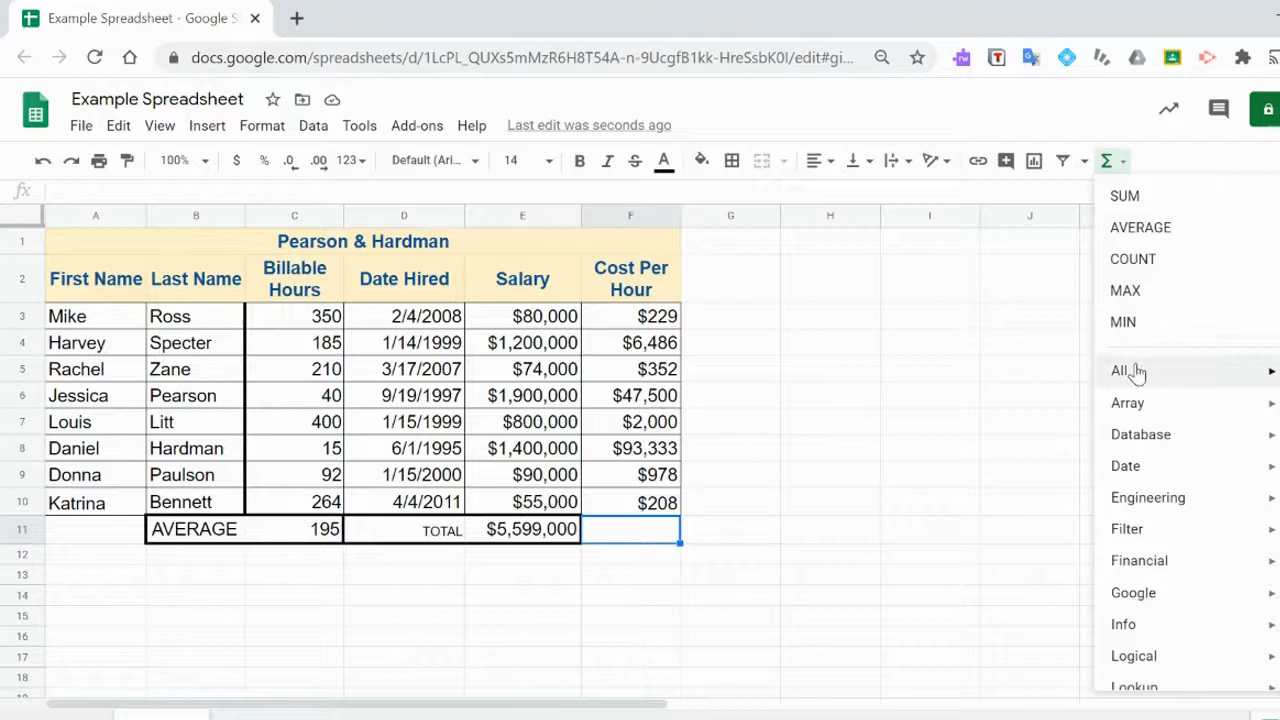 Example Spreadsheet - Google S
docs.google.com/spreadsheets/d/1LcPL_QUXs5mMzR6H8T54A-n-9UcgfB1kk-HreSsbK0I/edit#gi...
Example Spreadsheet
File Edit View Insert Format Data Tools Add-ons Help Last edit was seconds ago
100% $ % .0 .00 123 Default (Ari... 14 B I S A Σ
fx
A B C D E F G H I J
1 Pearson & Hardman
2 First Name Last Name Billable Hours Date Hired Salary Cost Per Hour
3 Mike Ross 350 2/4/2008 $80,000 $229
4 Harvey Specter 185 1/14/1999 $1,200,000 $6,486
5 Rachel Zane 210 3/17/2007 $74,000 $352
6 Jessica Pearson 40 9/19/1997 $1,900,000 $47,500
7 Louis Litt 400 1/15/1999 $800,000 $2,000
8 Daniel Hardman 15 6/1/1995 $1,400,000 $93,333
9 Donna Paulson 92 1/15/2000 $90,000 $978
10 Katrina Bennett 264 4/4/2011 $55,000 $208
11 AVERAGE 195 TOTAL $5,599,000
12
13
14
15
16
17
18
SUM
AVERAGE
COUNT
MAX
MIN
All
Array
Database
Date
Engineering
Filter
Financial
Google
Info
Logical
Lookup